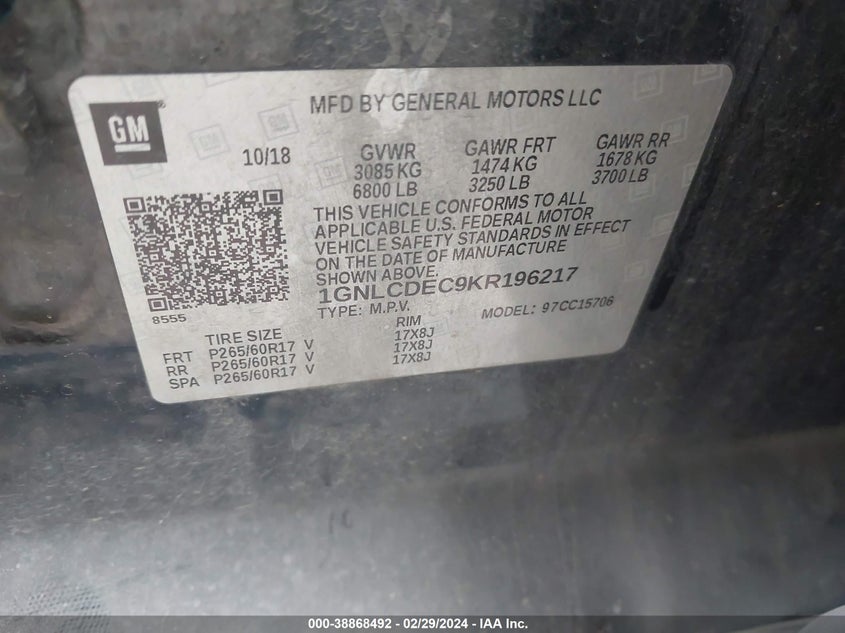 GM
MFD BY GENERAL MOTORS LLC
10/18
GVWR GAWR FRT GAWR RR
3085 KG 1474 KG 1678 KG
6800 LB 3250 LB 3700 LB
THIS VEHICLE CONFORMS TO ALL
APPLICABLE U.S. FEDERAL MOTOR
VEHICLE SAFETY STANDARDS IN EFFECT
ON THE DATE OF MANUFACTURE
SHOWN ABOVE.
1GNLCDEC9KR196217
8555
TYPE: M.P.V. MODEL: 97CC15706
TIRE SIZE RIM
FRT P265/60R17 V 17X8J
RR P265/60R17 V 17X8J
SPA P265/60R17 V 17X8J
000-38868492 - 02/29/2024 - IAA Inc.